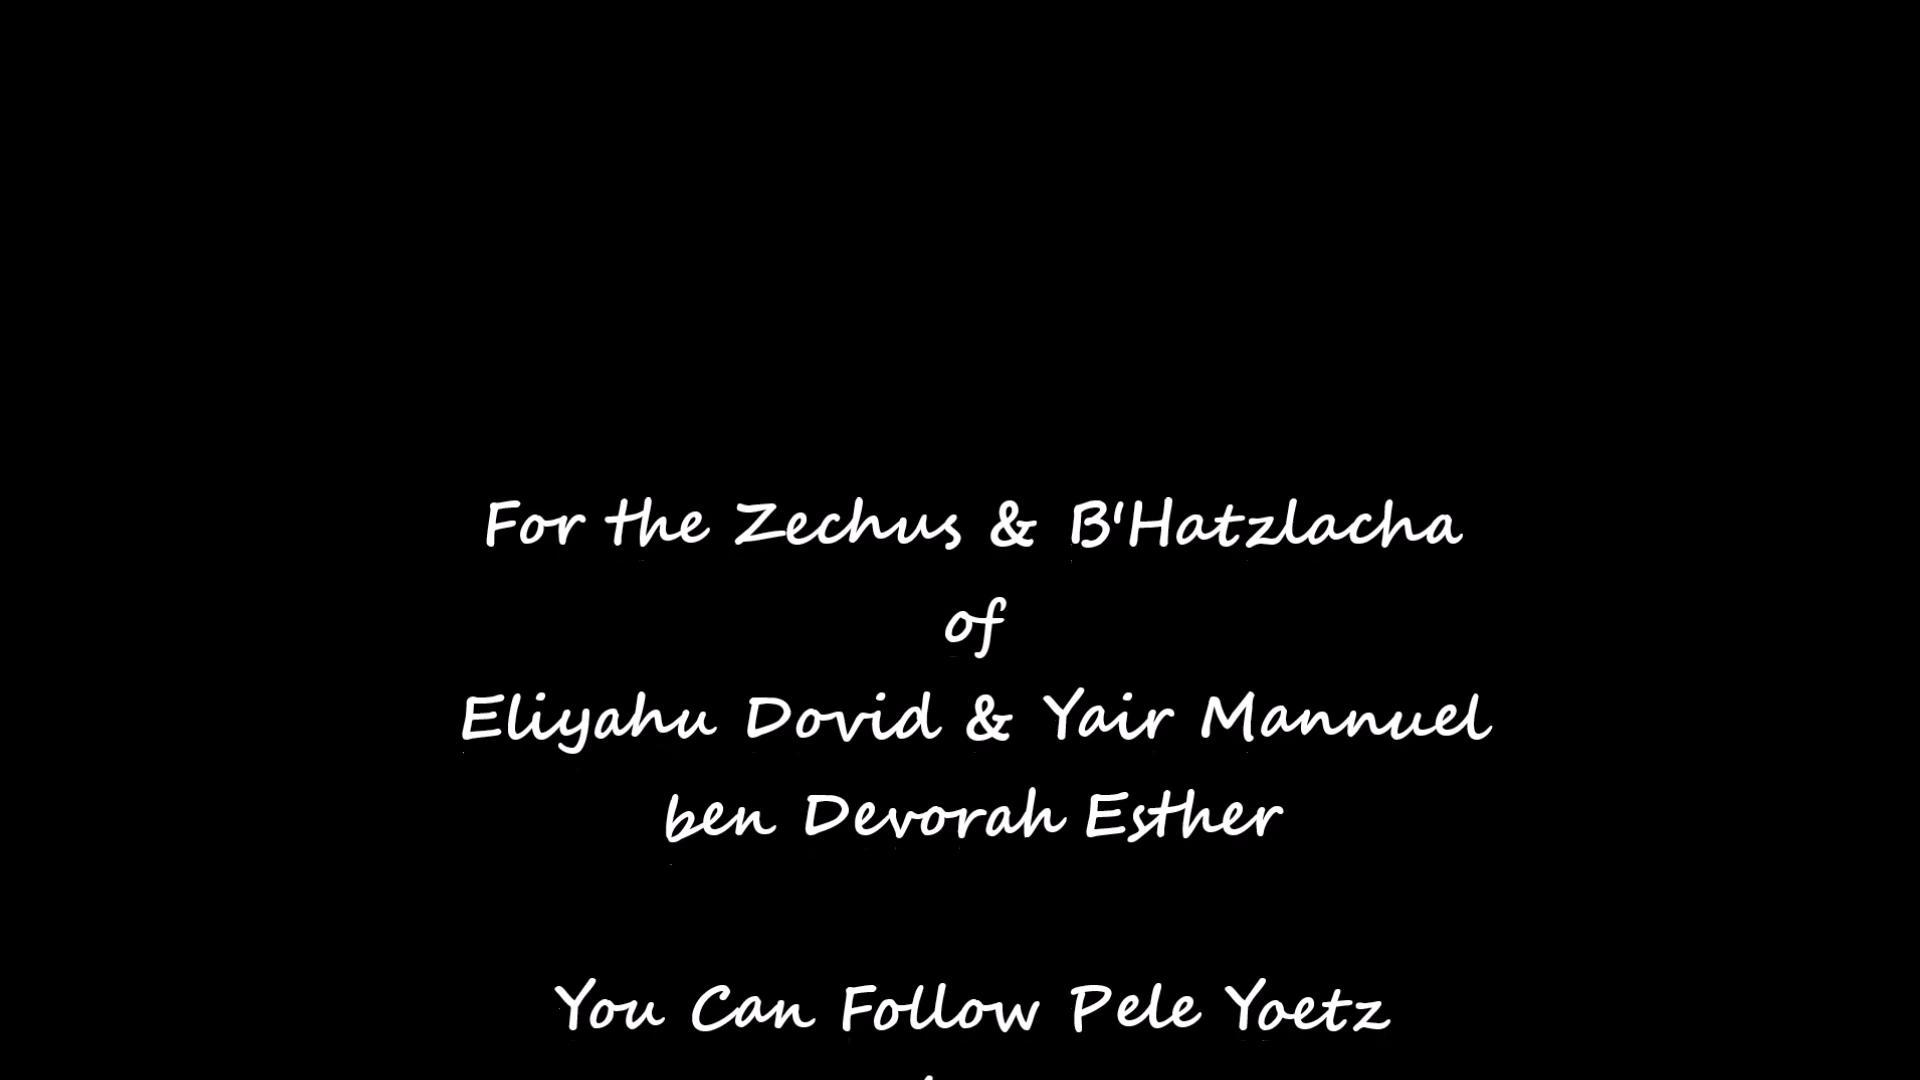 For the Zechus & B'Hatzlacha
of
Eliyahu Dovid & Yair Mannuel
ben Devorah Esther
You Can Follow Pele Yoetz